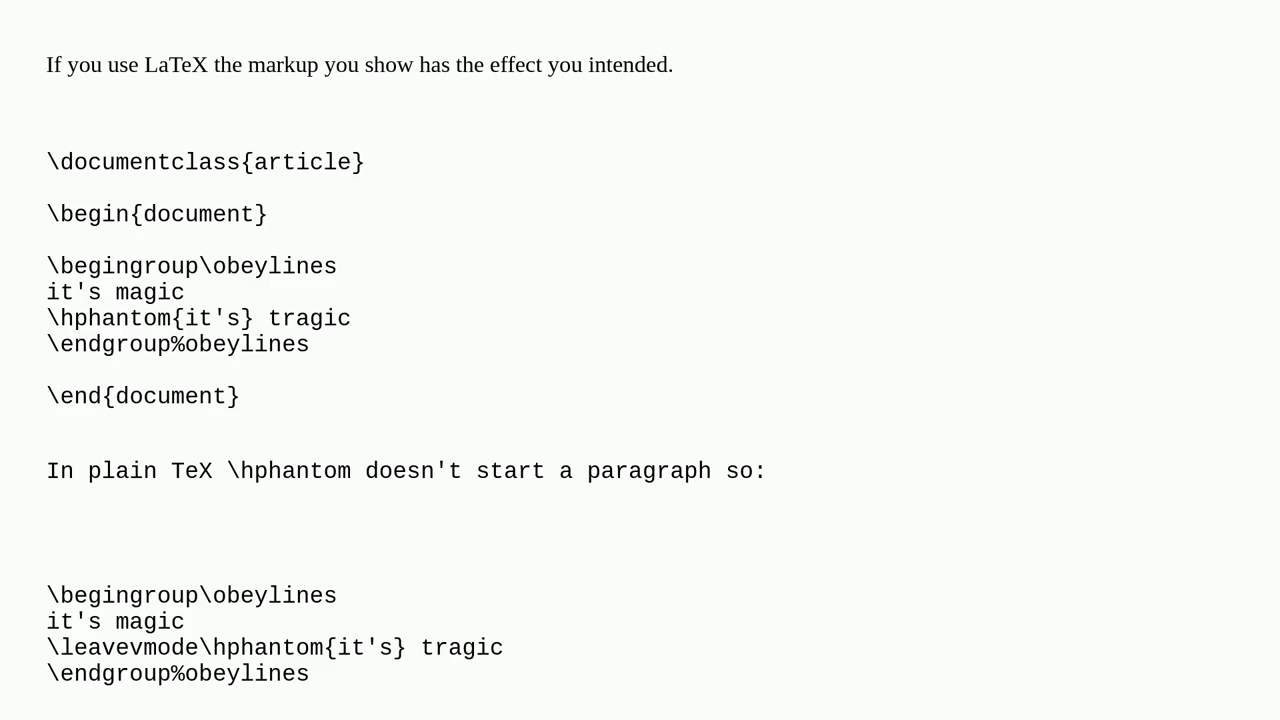 If you use LaTeX the markup you show has the effect you intended.
\documentclass{article}
\begin{document}
\begingroup\obeylines
it's magic
\hphantom{it's} tragic
\endgroup%obeylines
\end{document}
In plain TeX \hphantom doesn't start a paragraph so:
\begingroup\obeylines
it's magic
\leavevmode\hphantom{it's} tragic
\endgroup%obeylines